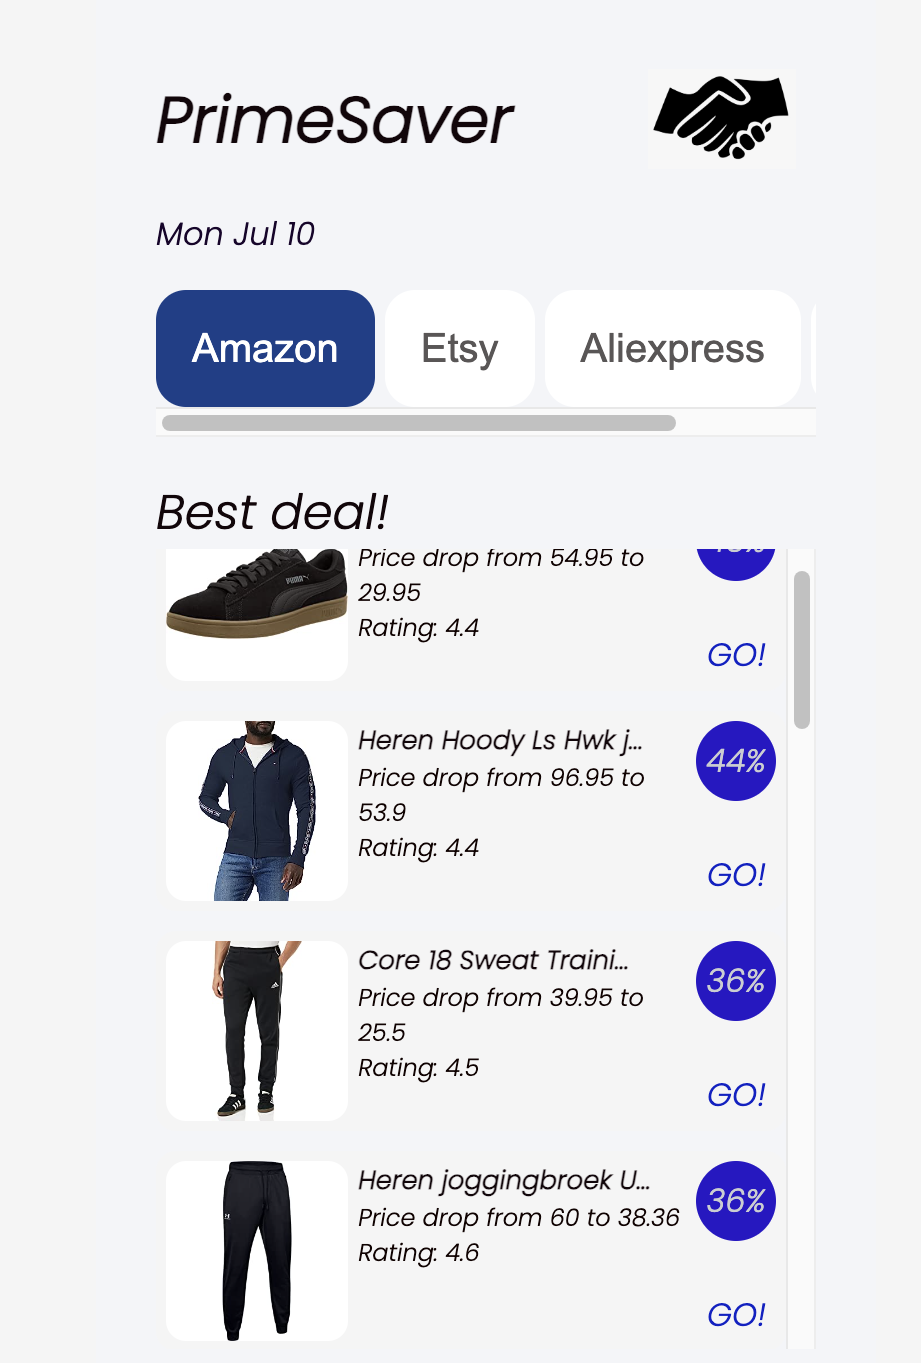 PrimeSaver
Mon Jul 10
Amazon
Etsy
Aliexpress
Best deal!
PUMA
Price drop from 54.95 to
29.95
Rating: 4.4
GO!
Heren Hoody Ls Hwk j...
44%
Price drop from 96.95 to
53.9
Rating: 4.4
GO!
Core 18 Sweat Traini...
36%
Price drop from 39.95 to
25.5
Rating: 4.5
GO!
Heren joggingbroek U...
36%
Price drop from 60 to 38.36
Rating: 4.6
GO!